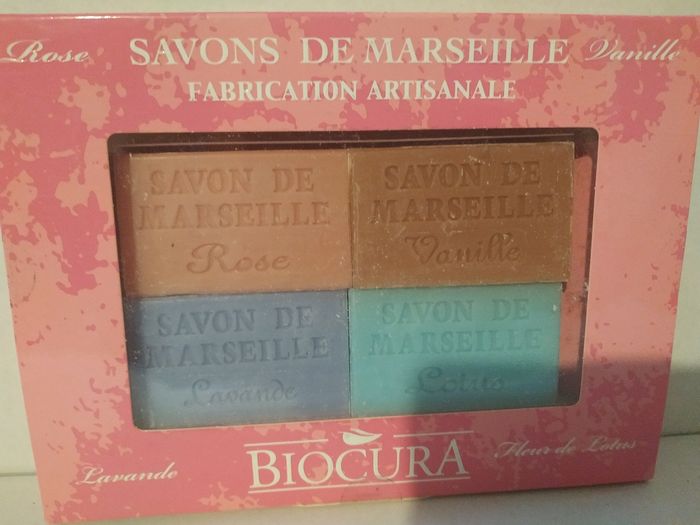 Rose
SAVONS DE MARSEILLE
Vanille
FABRICATION ARTISANALE
SAVON DE
MARSEILLE
Rose
SAVON DE
MARSEILLE
Vanille
SAVON DE
MARSEILLE
Lavande
SAVON DE
MARSEILLE
Lotus
Lavande
BIOCURA
Fleur de Lotus